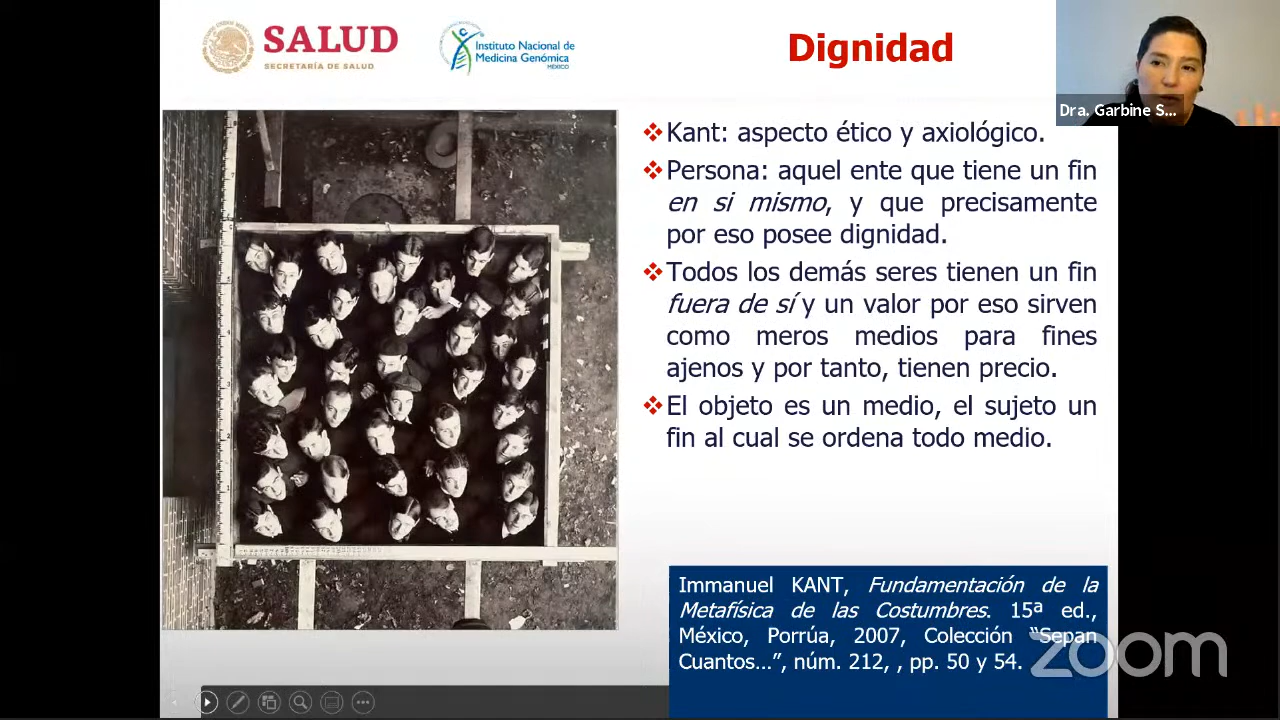 SALUD
SECRETARÍA DE SALUD
Instituto Nacional de
Medicina Genómica
MÉXICO
Dignidad
Dra. Garbine S...
Kant: aspecto ético y axiológico.
Persona: aquel ente que tiene un fin
en si mismo, y que precisamente
por eso posee dignidad.
Todos los demás seres tienen un fin
fuera de sí y un valor por eso sirven
como meros medios para fines
ajenos y por tanto, tienen precio.
El objeto es un medio, el sujeto un
fin al cual se ordena todo medio.
Immanuel KANT, Fundamentación de la
Metafísica de las Costumbres. 15ª ed.,
México, Porrúa, 2007, Colección “Sepan
Cuantos...”, núm. 212, , pp. 50 y 54.
zoom